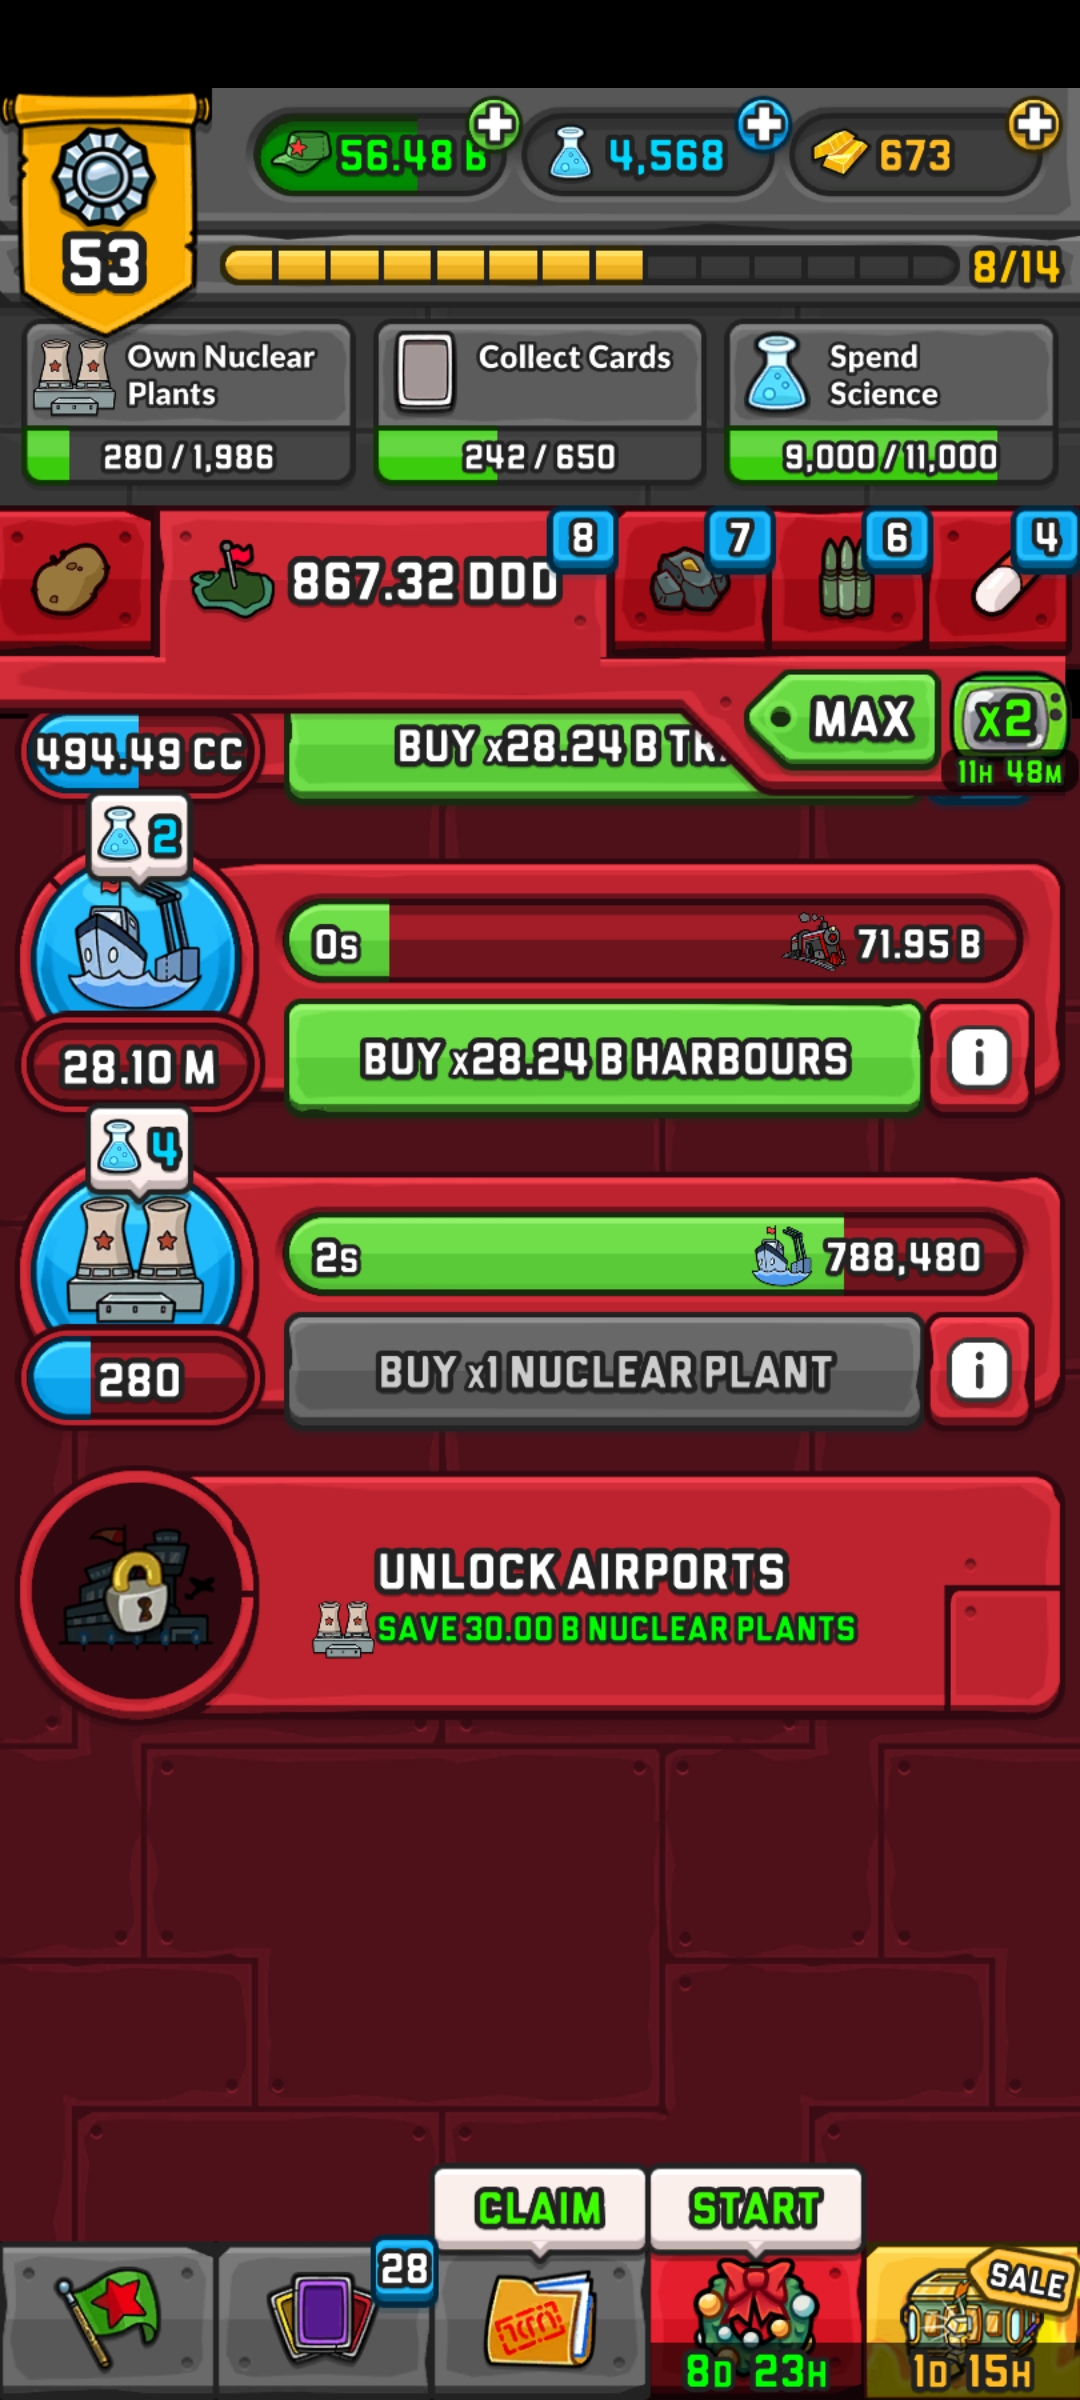 56.48 B
4,568
673
53
8/14
Own Nuclear
Plants
280 / 1,986
Collect Cards
242 / 650
Spend
Science
9,000 / 11,000
867.32 DDD
8
7
6
4
MAX
x2
11H 48M
494.49 CC
BUY x28.24 B
2
0s
71.95 B
28.10 M
BUY x28.24 B HARBOURS
i
4
2s
788,480
280
BUY x1 NUCLEAR PLANT
i
UNLOCK AIRPORTS
SAVE 30.00 B NUCLEAR PLANTS
CLAIM
START
28
SALE
8D 23H
1D 15H